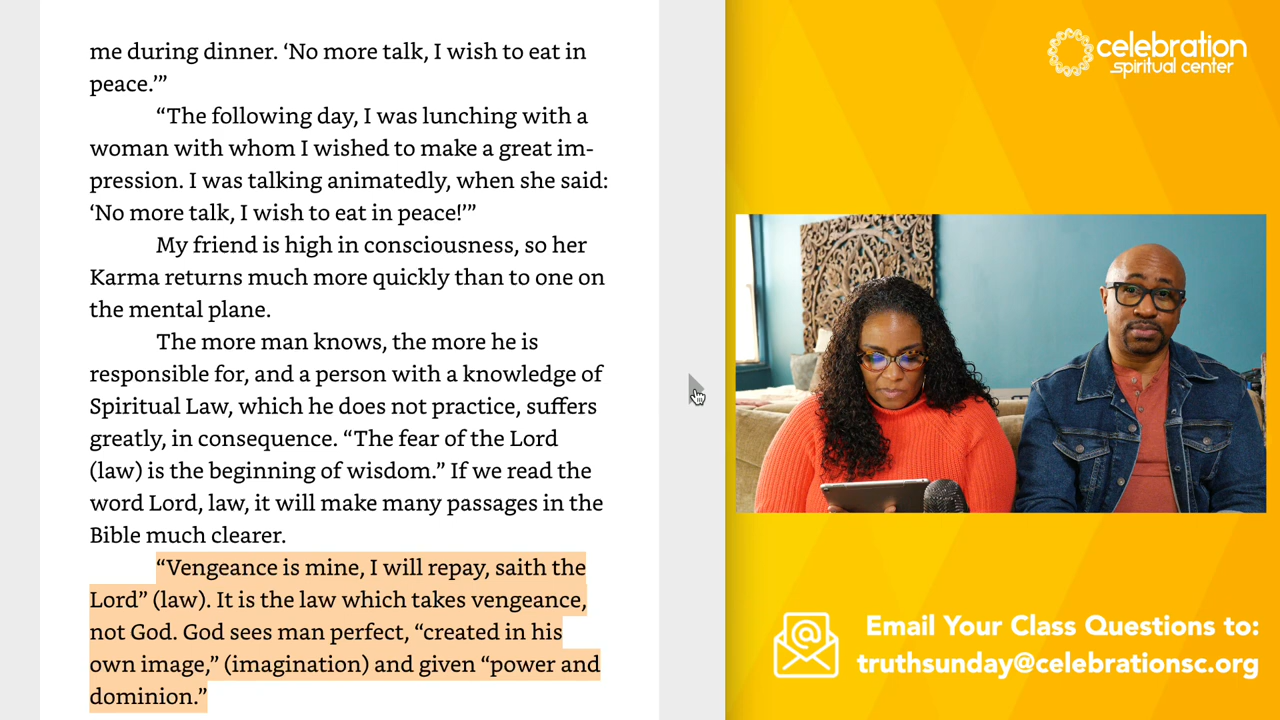 me during dinner. ‘No more talk, I wish to eat in
peace.’”
“The following day, I was lunching with a
woman with whom I wished to make a great im-
pression. I was talking animatedly, when she said:
‘No more talk, I wish to eat in peace!’”
My friend is high in consciousness, so her
Karma returns much more quickly than to one on
the mental plane.
The more man knows, the more he is
responsible for, and a person with a knowledge of
Spiritual Law, which he does not practice, suffers
greatly, in consequence. “The fear of the Lord
(law) is the beginning of wisdom.” If we read the
word Lord, law, it will make many passages in the
Bible much clearer.
“Vengeance is mine, I will repay, saith the
Lord” (law). It is the law which takes vengeance,
not God. God sees man perfect, “created in his
own image,” (imagination) and given “power and
dominion.”
celebration
spiritual center
Email Your Class Questions to:
truthsunday@celebrationsc.org